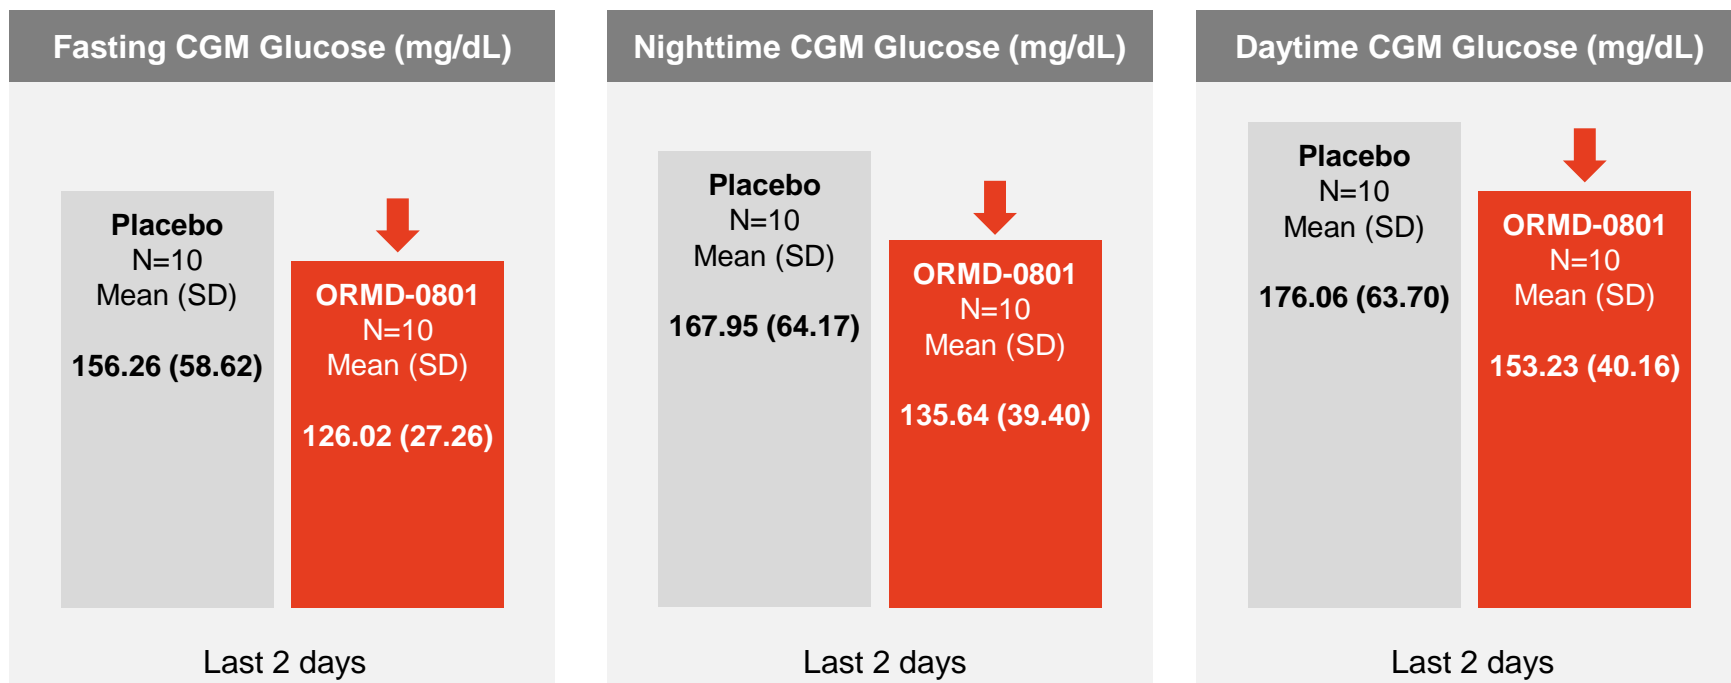 Fasting CGM Glucose (mg/dL)
Placebo
N=10
Mean (SD)
156.26 (58.62)
ORMD-0801
N=10
Mean (SD)
126.02 (27.26)
Last 2 days
Nighttime CGM Glucose (mg/dL)
Placebo
N=10
Mean (SD)
167.95 (64.17)
ORMD-0801
N=10
Mean (SD)
135.64 (39.40)
Last 2 days
Daytime CGM Glucose (mg/dL)
Placebo
N=10
Mean (SD)
176.06 (63.70)
ORMD-0801
N=10
Mean (SD)
153.23 (40.16)
Last 2 days